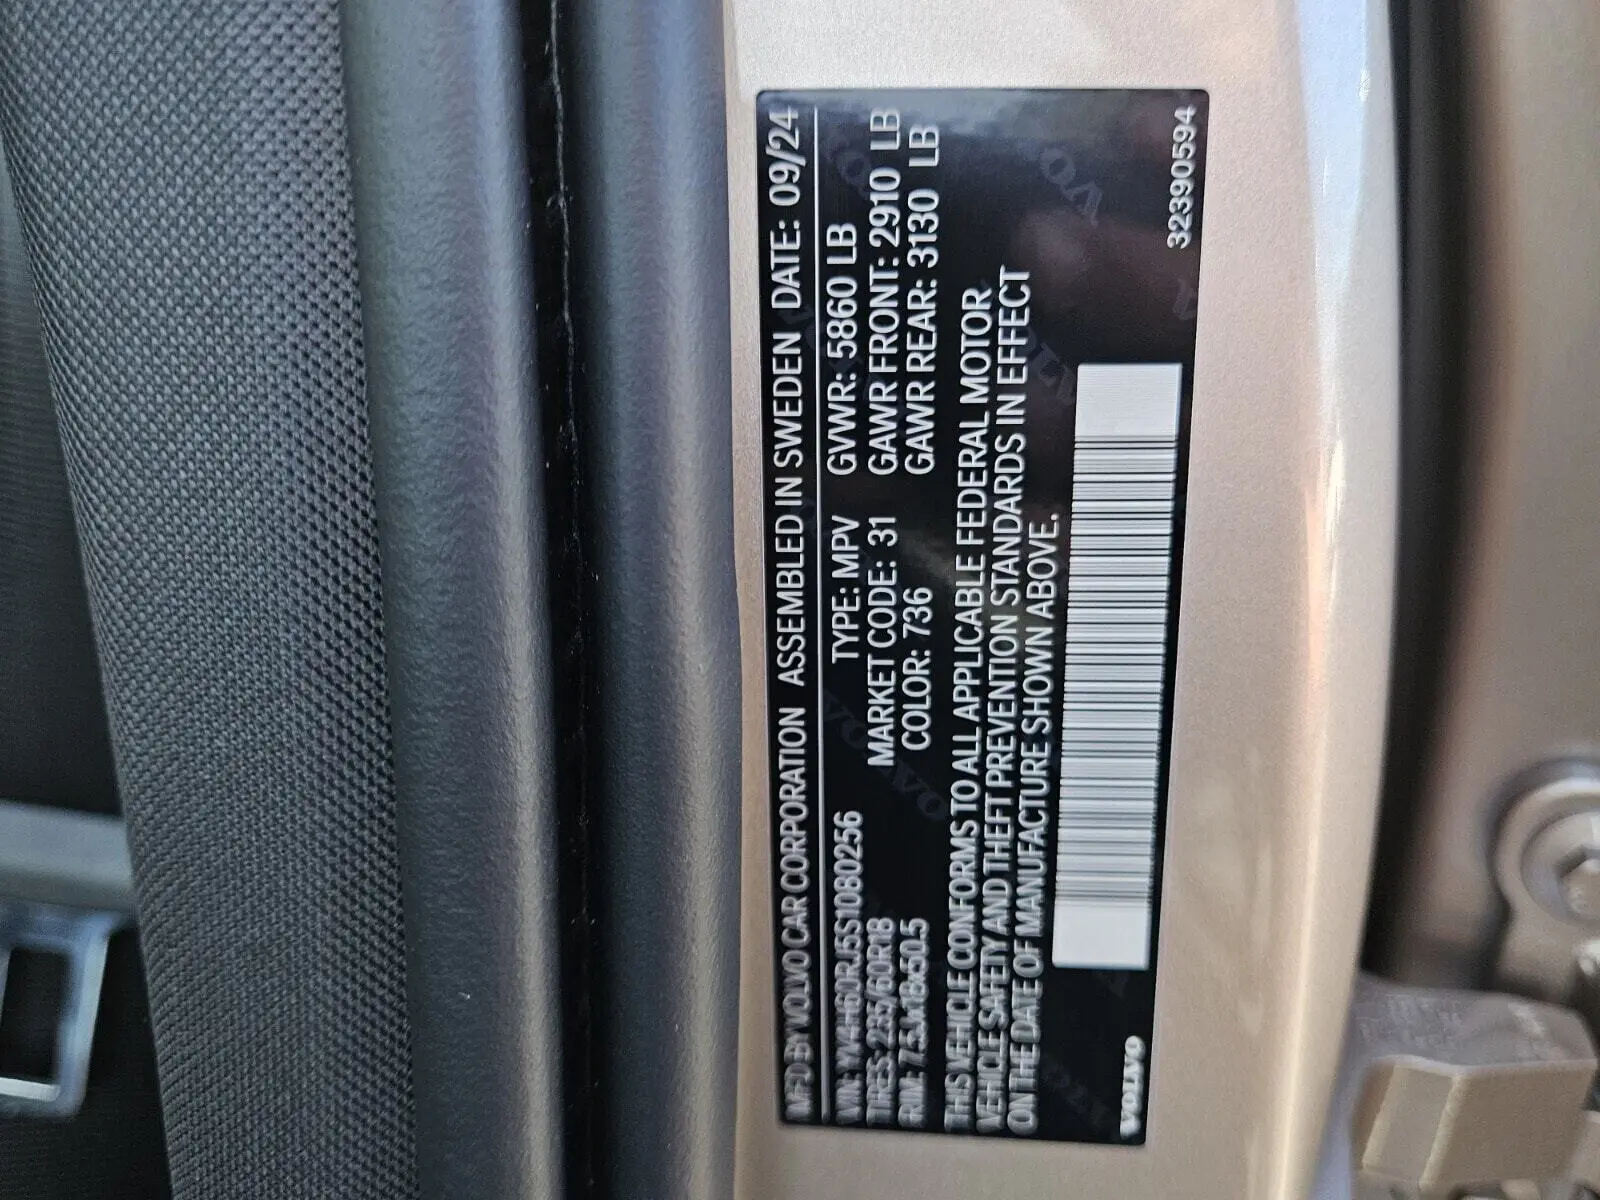 MFD BY VOLVO CAR CORPORATION ASSEMBLED IN SWEDEN DATE: 09/24
VIN: YV4H60RJ5S1080256 TYPE: MPV GVWR: 5860 LB
TIRES: 235/60R18 MARKET CODE: 31 GAWR FRONT: 2910 LB
RIM: 7.5Jx18x50.5 COLOR: 736 GAWR REAR: 3130 LB
THIS VEHICLE CONFORMS TO ALL APPLICABLE FEDERAL MOTOR
VEHICLE SAFETY AND THEFT PREVENTION STANDARDS IN EFFECT
ON THE DATE OF MANUFACTURE SHOWN ABOVE.
VOLVO 32390594